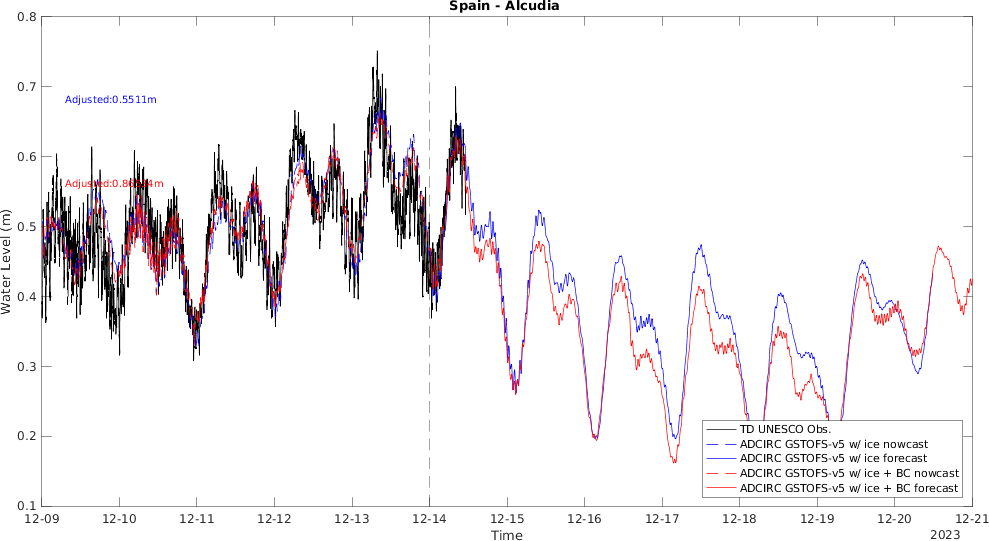 Spain - Alcudia
0.8
0.7
0.6
0.5
0.4
0.3
0.2
0.1
Water Level (m)
Adjusted:0.5511m
TD UNESCO Obs.
ADCIRC GSTOFS-v5 w/ ice nowcast
ADCIRC GSTOFS-v5 w/ ice forecast
ADCIRC GSTOFS-v5 w/ ice + BC nowcast
ADCIRC GSTOFS-v5 w/ ice + BC forecast
12-09 12-10 12-11 12-12 12-13 12-14 12-15 12-16 12-17 12-18 12-19 12-20 12-21
Time
2023